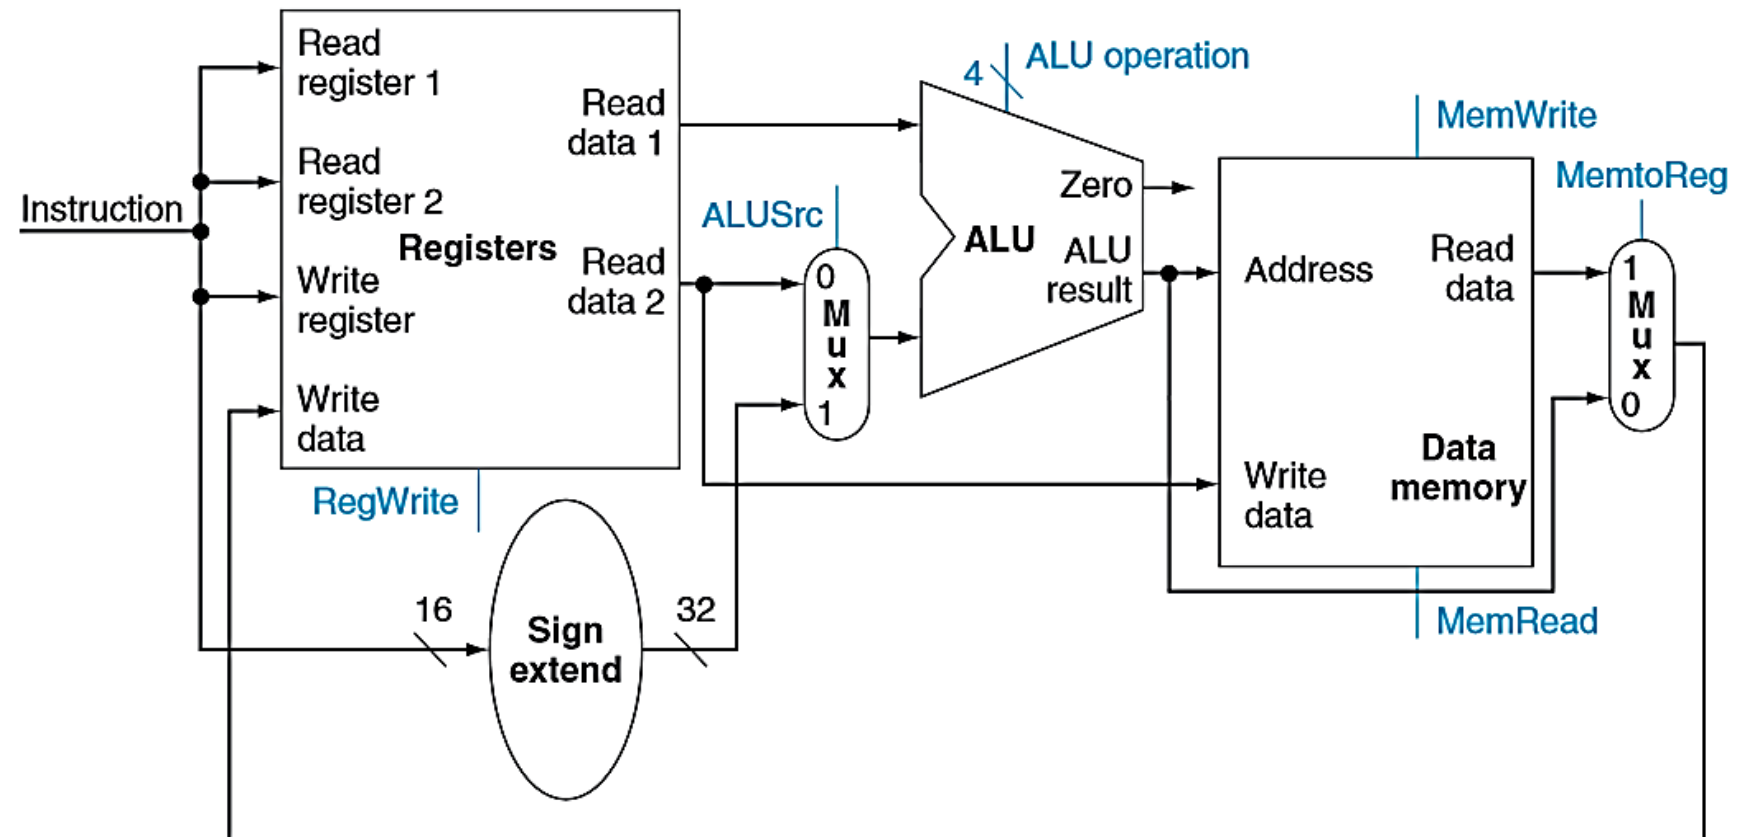 Instruction
Read
register 1
Read
register 2
Registers
Write
register
Write
data
Read
data 1
Read
data 2
RegWrite
16
Sign
extend
32
ALUSrc
0
M
u
x
1
4
ALU operation
Zero
ALU
ALU
result
MemWrite
Address
Read
data
Write
data
Data
memory
MemRead
MemtoReg
1
M
u
x
0